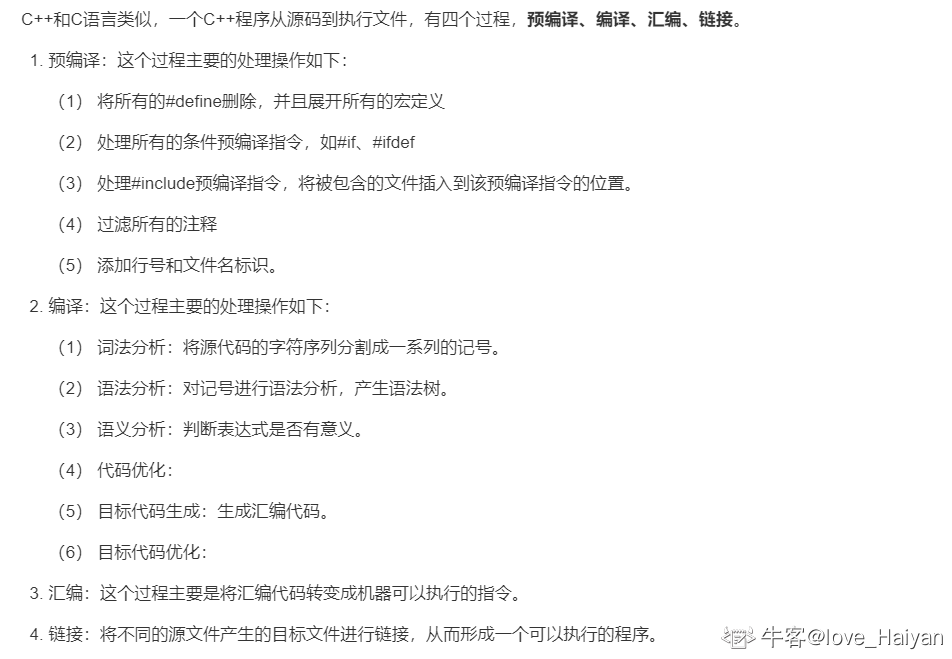 C++和C语言类似，一个C++程序从源码到执行文件，有四个过程，预编译、编译、汇编、链接。
1. 预编译：这个过程主要的处理操作如下：
（1） 将所有的#define删除，并且展开所有的宏定义
（2） 处理所有的条件预编译指令，如#if、#ifdef
（3） 处理#include预编译指令，将被包含的文件插入到该预编译指令的位置。
（4） 过滤所有的注释
（5） 添加行号和文件名标识。
2. 编译：这个过程主要的处理操作如下：
（1） 词法分析：将源代码的字符序列分割成一系列的记号。
（2） 语法分析：对记号进行语法分析，产生语法树。
（3） 语义分析：判断表达式是否有意义。
（4） 代码优化：
（5） 目标代码生成：生成汇编代码。
（6） 目标代码优化：
3. 汇编：这个过程主要是将汇编代码转变成机器可以执行的指令。
4. 链接：将不同的源文件产生的目标文件进行链接，从而形成一个可以执行的程序。
牛客@love_Haiyan